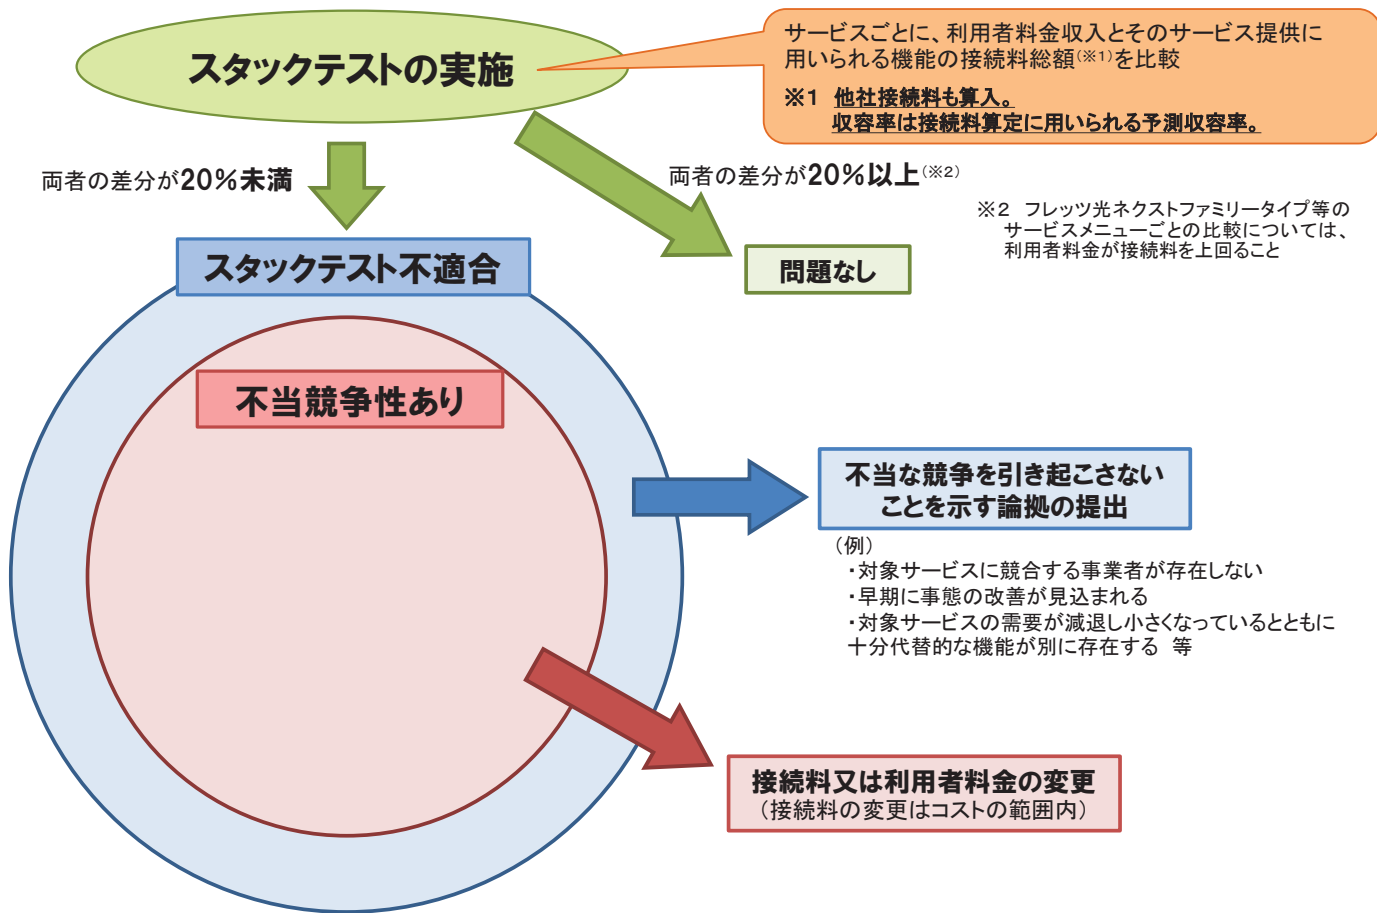 スタックテストの実施
サービスごとに、利用者料金収入とそのサービス提供に
用いられる機能の接続料総額(※1)を比較
※1 他社接続料も算入。
収容率は接続料算定に用いられる予測収容率。
両者の差分が20%未満
両者の差分が20%以上(※2)
※2 フレッツ光ネクストファミリータイプ等の
サービスメニューごとの比較については、
利用者料金が接続料を上回ること
スタックテスト不適合
問題なし
不当競争性あり
不当な競争を引き起こさない
ことを示す論拠の提出
(例)
・対象サービスに競合する事業者が存在しない
・早期に事態の改善が見込まれる
・対象サービスの需要が減退し小さくなっているとともに
十分代替的な機能が別に存在する 等
接続料又は利用者料金の変更
(接続料の変更はコストの範囲内)